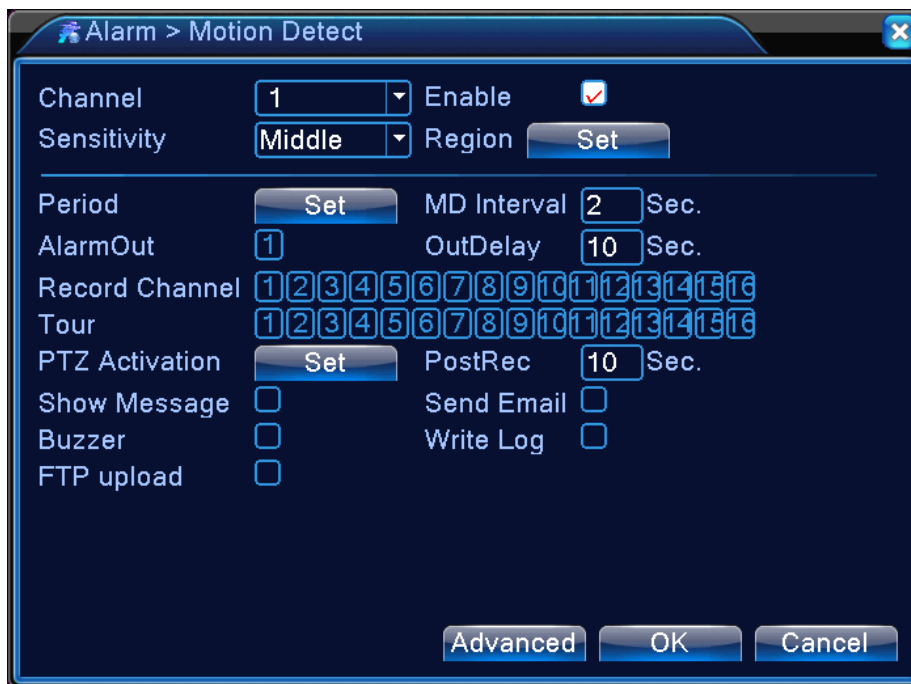 Alarm > Motion Detect
Channel 1 Enable
Sensitivity Middle Region Set
Period Set MD Interval 2 Sec.
AlarmOut 1 OutDelay 10 Sec.
Record Channel 1 2 3 4 5 6 7 8 9 10 11 12 13 14 15 16
Tour 1 2 3 4 5 6 7 8 9 10 11 12 13 14 15 16
PTZ Activation Set PostRec 10 Sec.
Show Message Send Email
Buzzer Write Log
FTP upload
Advanced OK Cancel